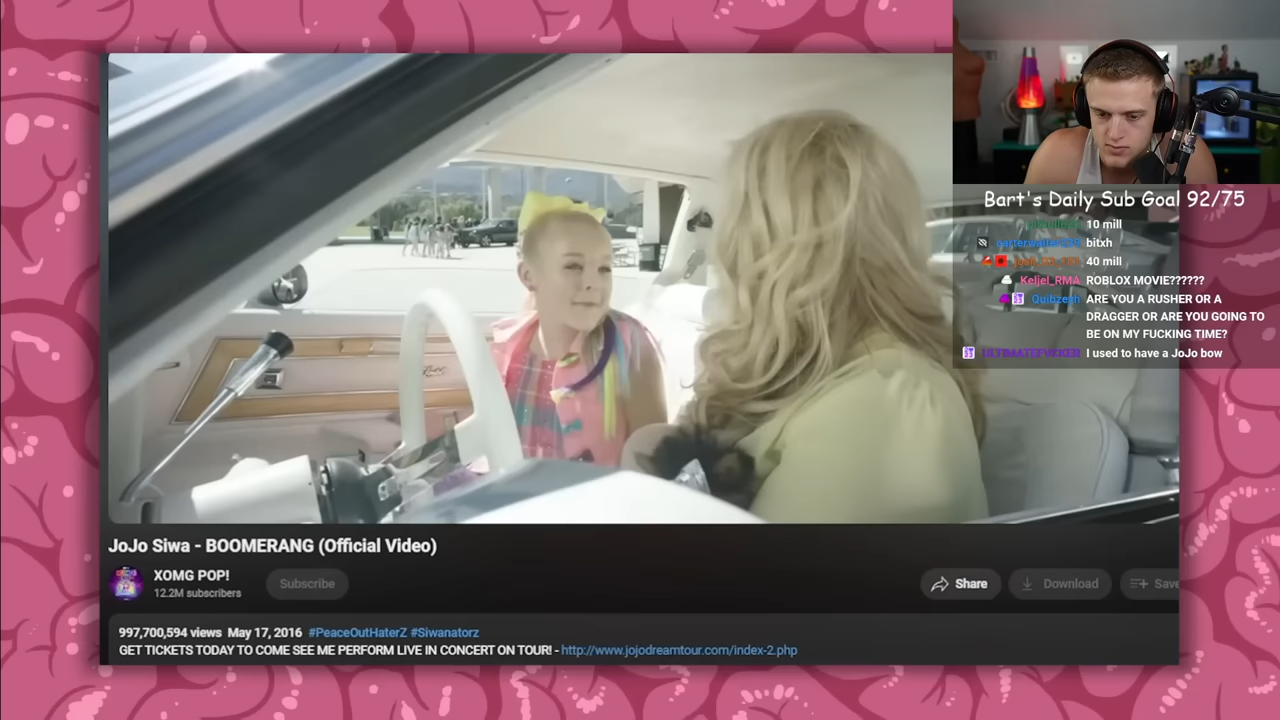 Bart's Daily Sub Goal 92/75
10 mill
bitxh
40 mill
Keljel_RMA ROBLOX MOVIE??????
Quibzeeh ARE YOU A RUSHER OR A
DRAGGER OR ARE YOU GOING TO
BE ON MY FUCKING TIME?
I used to have a JoJo bow
JoJo Siwa - BOOMERANG (Official Video)
XOMG POP!
12.2M subscribers
Subscribe
Share
Download
Save
997,700,594 views May 17, 2016 #PeaceOutHaterZ #Siwanatorz
GET TICKETS TODAY TO COME SEE ME PERFORM LIVE IN CONCERT ON TOUR! - http://www.jojodreamtour.com/index-2.php